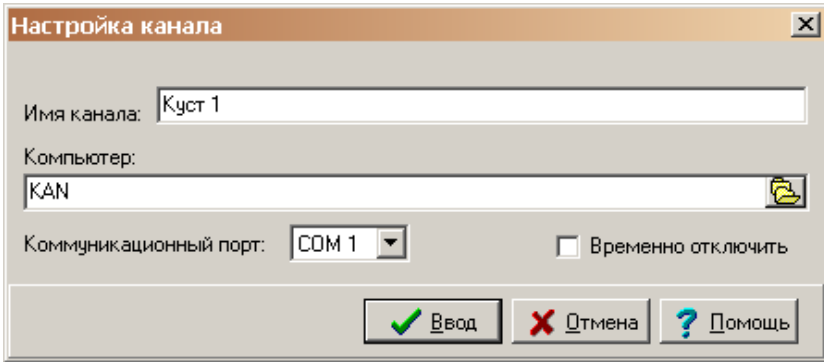 Настройка канала
Имя канала: Куст 1
Компьютер:
KAN
Коммуникационный порт: COM 1 Временно отключить
Ввод Отмена Помощь